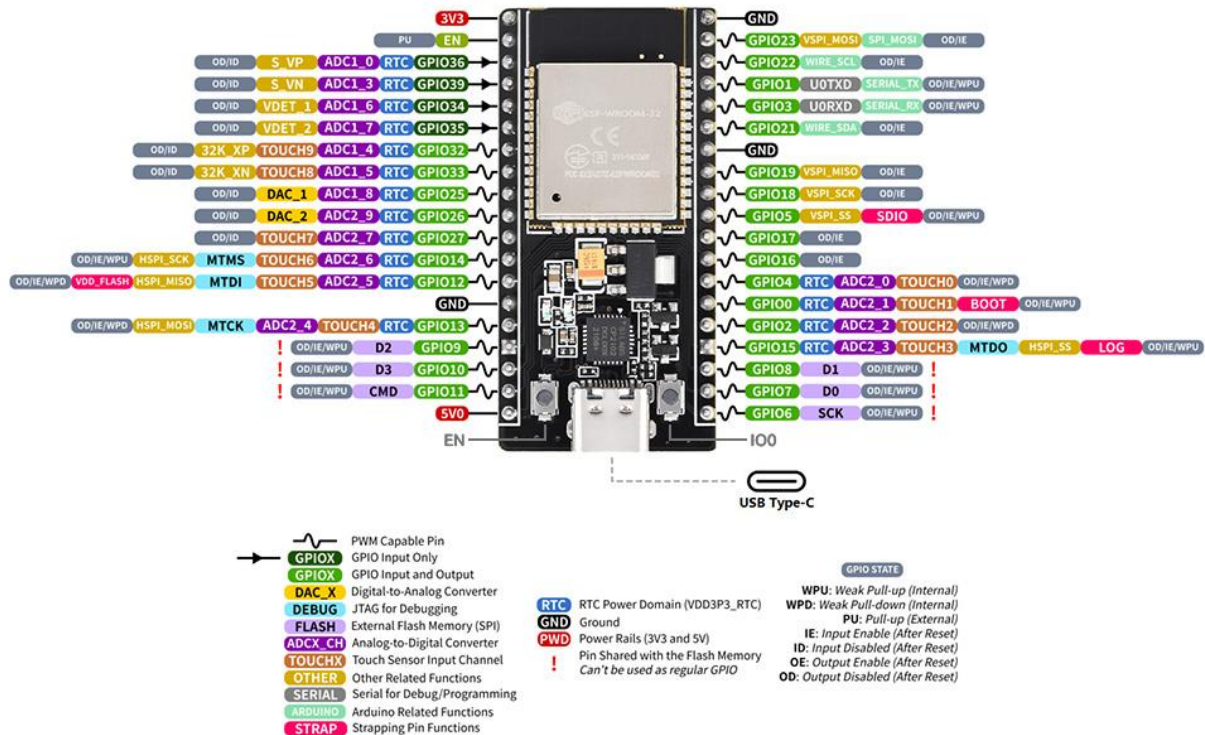 3V3
GND
PU EN
GPIO23 VSPI_MOSI SPI_MOSI OD/IE
OD/ID S_VP ADC1_0 RTC GPIO36
GPIO22 WIRE_SCL OD/IE
OD/ID S_VN ADC1_3 RTC GPIO39
GPIO1 U0TXD SERIAL_TX OD/IE/WPU
OD/ID VDET_1 ADC1_6 RTC GPIO34
GPIO3 U0RXD SERIAL_RX OD/IE/WPU
OD/ID VDET_2 ADC1_7 RTC GPIO35
GPIO21 WIRE_SDA OD/IE
OD/ID 32K_XP TOUCH9 ADC1_4 RTC GPIO32
GND
OD/ID 32K_XN TOUCH8 ADC1_5 RTC GPIO33
GPIO19 VSPI_MISO OD/IE
OD/ID DAC_1 ADC1_8 RTC GPIO25
GPIO18 VSPI_SCK OD/IE
OD/ID DAC_2 ADC2_9 RTC GPIO26
GPIO5 VSPI_SS SDIO OD/IE/WPU
OD/ID TOUCH7 ADC2_7 RTC GPIO27
GPIO17 OD/IE
OD/IE/WPU HSPI_SCK MTMS TOUCH6 ADC2_6 RTC GPIO14
GPIO16 OD/IE
OD/IE/WPD VDD_FLASH HSPI_MISO MTDI TOUCH5 ADC2_5 RTC GPIO12
GPIO4 RTC ADC2_0 TOUCH0 OD/IE/WPD
GND
GPIO0 RTC ADC2_1 TOUCH1 BOOT OD/IE/WPU
OD/IE/WPD HSPI_MOSI MTCK ADC2_4 TOUCH4 RTC GPIO13
GPIO2 RTC ADC2_2 TOUCH2 OD/IE/WPD
! OD/IE/WPU D2 GPIO9
GPIO15 RTC ADC2_3 TOUCH3 MTDO HSPI_SS LOG OD/IE/WPU
! OD/IE/WPU D3 GPIO10
GPIO8 D1 OD/IE/WPU !
! OD/IE/WPU CMD GPIO11
GPIO7 D0 OD/IE/WPU !
5V0
GPIO6 SCK OD/IE/WPU !
ESP-WROOM-32
CE
EN
IO0
USB Type-C
PWM Capable Pin
GPIOX GPIO Input Only
GPIOX GPIO Input and Output
DAC_X Digital-to-Analog Converter
DEBUG JTAG for Debugging
FLASH External Flash Memory (SPI)
ADCX_CH Analog-to-Digital Converter
TOUCHX Touch Sensor Input Channel
OTHER Other Related Functions
SERIAL Serial for Debug/Programming
ARDUINO Arduino Related Functions
STRAP Strapping Pin Functions
RTC RTC Power Domain (VDD3P3_RTC)
GND Ground
PWD Power Rails (3V3 and 5V)
! Pin Shared with the Flash Memory
Can't be used as regular GPIO
GPIO STATE
WPU: Weak Pull-up (Internal)
WPD: Weak Pull-down (Internal)
PU: Pull-up (External)
IE: Input Enable (After Reset)
ID: Input Disabled (After Reset)
OE: Output Enable (After Reset)
OD: Output Disabled (After Reset)